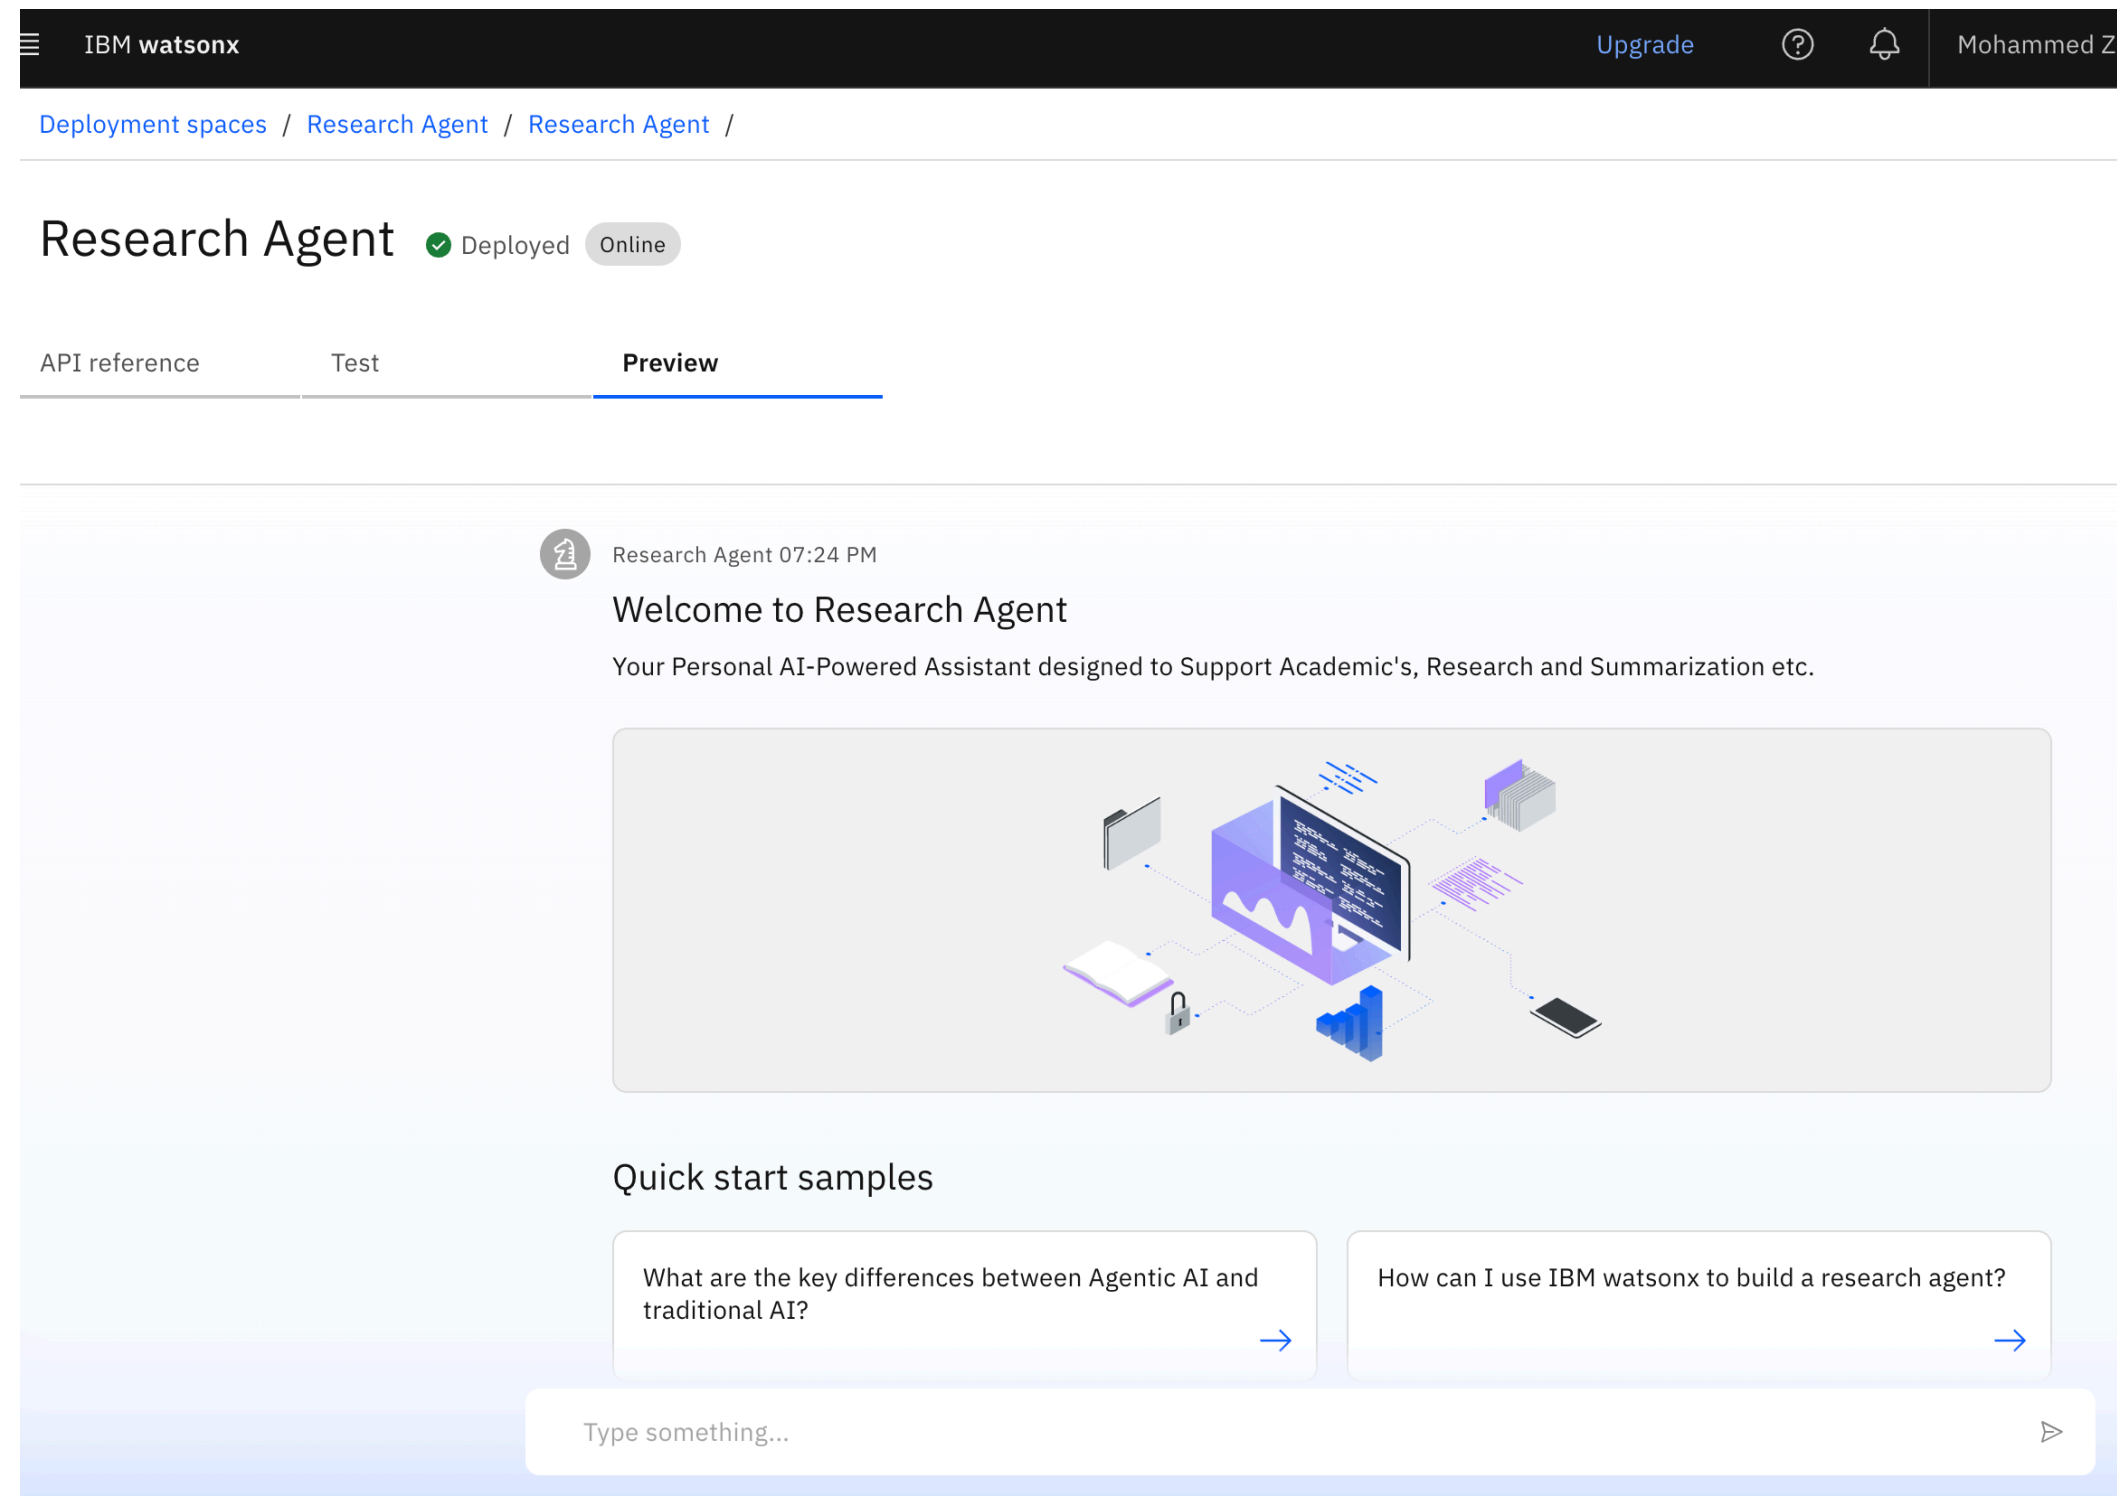 IBM watsonx
Upgrade
Mohammed Z
Deployment spaces / Research Agent / Research Agent /
Research Agent
Deployed
Online
API reference
Test
Preview
Research Agent 07:24 PM
Welcome to Research Agent
Your Personal AI-Powered Assistant designed to Support Academic's, Research and Summarization etc.
Quick start samples
What are the key differences between Agentic AI and
traditional AI?
How can I use IBM watsonx to build a research agent?
Type something...